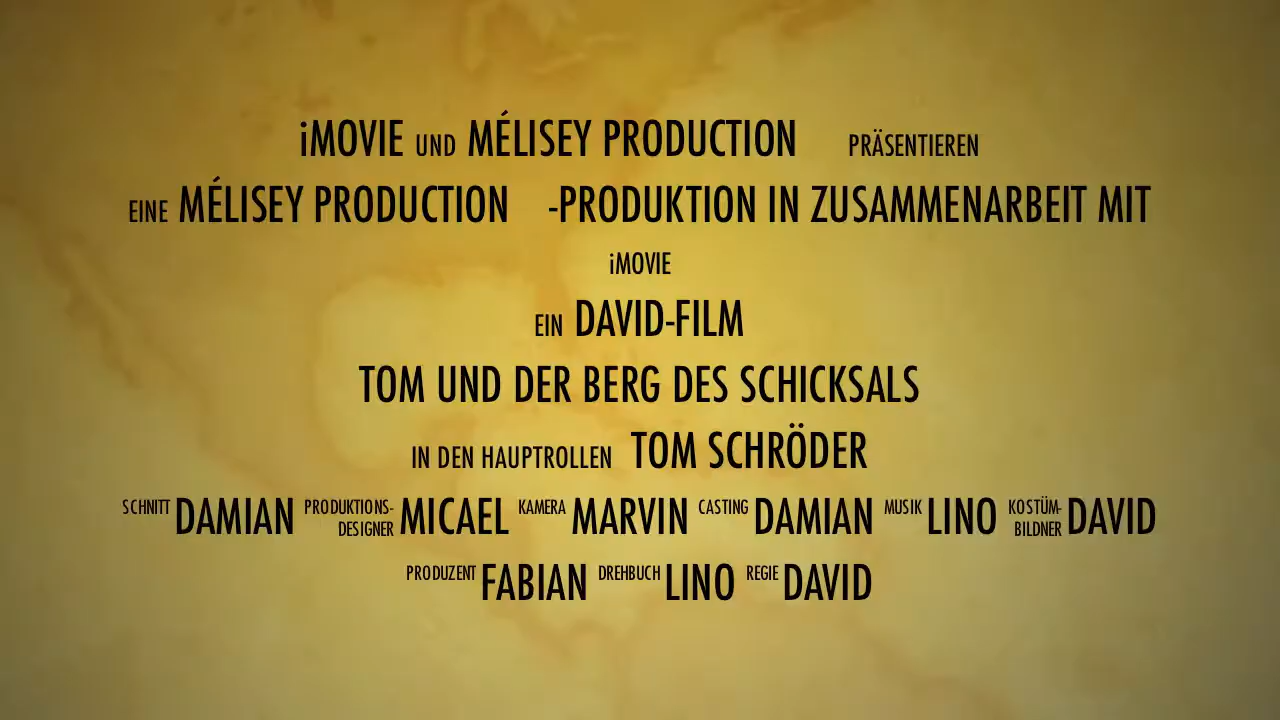 iMOVIE UND MÉLISEY PRODUCTION PRÄSENTIEREN
EINE MÉLISEY PRODUCTION -PRODUKTION IN ZUSAMMENARBEIT MIT
iMOVIE
EIN DAVID-FILM
TOM UND DER BERG DES SCHICKSALS
IN DEN HAUPTROLLEN TOM SCHRÖDER
SCHNITT DAMIAN PRODUKTIONS-DESIGNER MICAEL KAMERA MARVIN CASTING DAMIAN MUSIK LINO KOSTÜM-BILDNER DAVID
PRODUZENT FABIAN DREHBUCH LINO REGIE DAVID